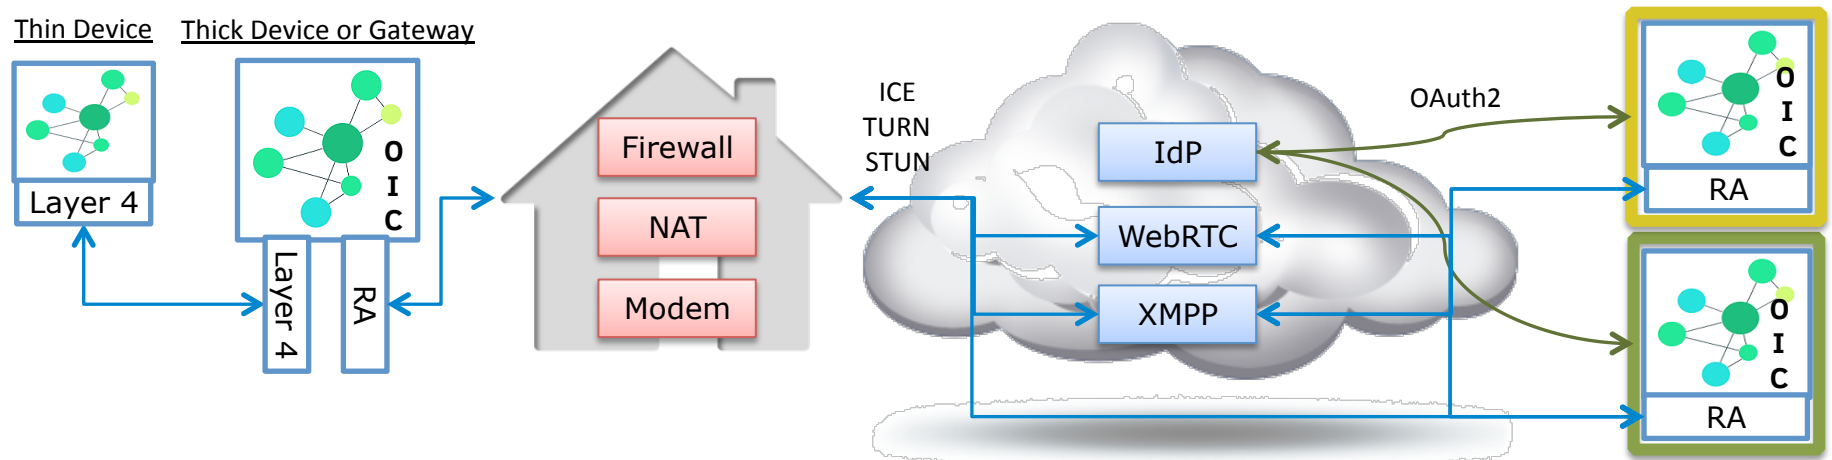 Thin Device
Layer 4
Thick Device or Gateway
O
I
C
Layer 4
RA
Firewall
NAT
Modem
ICE
TURN
STUN
IdP
WebRTC
XMPP
OAuth2
O
I
C
RA
O
I
C
RA